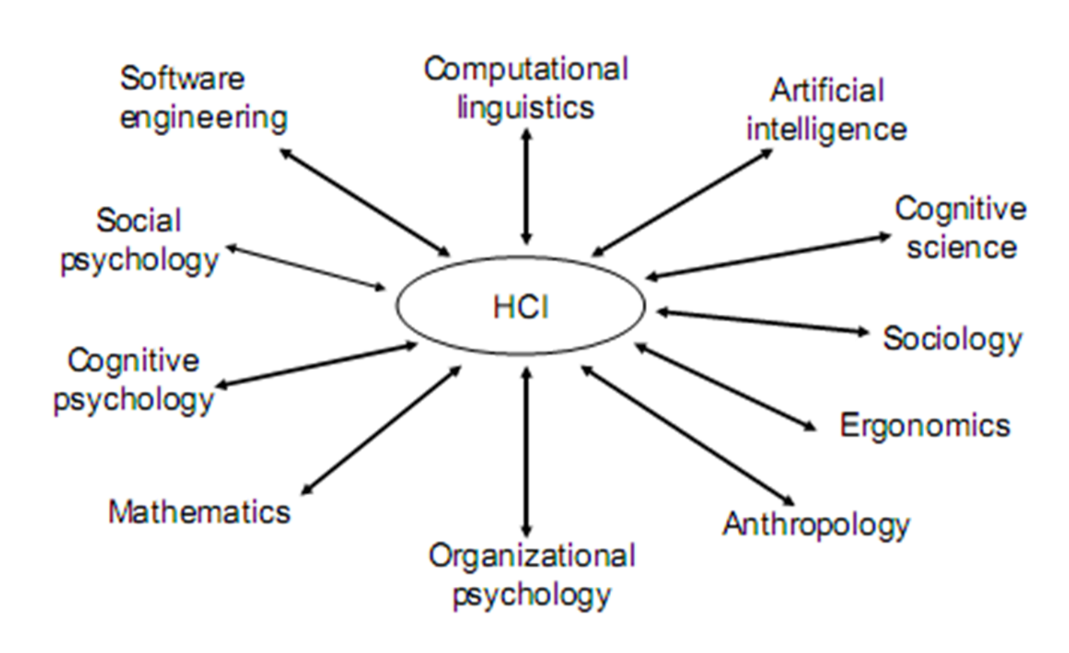 Software
engineering
Computational
linguistics
Artificial
intelligence
Social
psychology
Cognitive
science
HCI
Cognitive
psychology
Sociology
Ergonomics
Mathematics
Anthropology
Organizational
psychology